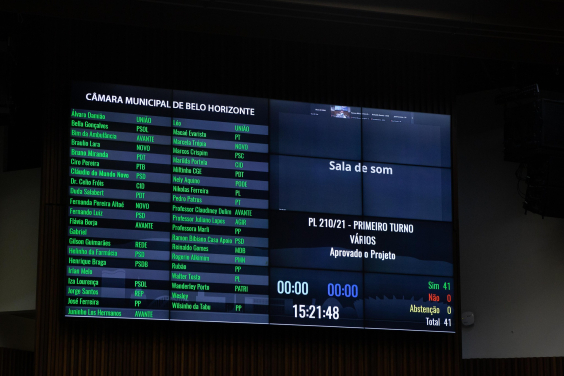 CÂMARA MUNICIPAL DE BELO HORIZONTE
Álvaro Damião UNIÃO
Bella Gonçalves PSOL
Bim da Ambulância AVANTE
Braulio Lara NOVO
Bruno Miranda PDT
Ciro Pereira PTB
Cláudio do Mundo Novo PSD
Dr. Célio Fróis CID
Duda Salabert PDT
Fernanda Pereira Altoé NOVO
Fernando Luiz PSD
Flávia Borja AVANTE
Gabriel
Gilson Guimarães REDE
Helinho da Farmácia PSD
Henrique Braga PSDB
Irlan Melo
Iza Lourença PSOL
Jorge Santos REP
José Ferreira PP
Juninho Los Hermanos AVANTE
Léo UNIÃO
Macaé Evaristo PT
Marcela Trópia NOVO
Marcos Crispim PSC
Marilda Portela CID
Miltinho CGE PDT
Nely Aquino PODE
Nikolas Ferreira PL
Pedro Patrus PT
Professor Claudiney Dulim AVANTE
Professor Juliano Lopes AGIR
Professora Marli PP
Ramon Bibiano Casa Apoio PSD
Reinaldo Gomes MDB
Rogerio Alkimim PMN
Rubão PP
Walter Tosta PL
Wanderley Porto PATRI
Wesley
Wilsinho da Tabu PP
Sala de som
PL 210/21 - PRIMEIRO TURNO
VÁRIOS
Aprovado o Projeto
00:00 00:00
15:21:48
Sim 41
Não 0
Abstenção 0
Total 41